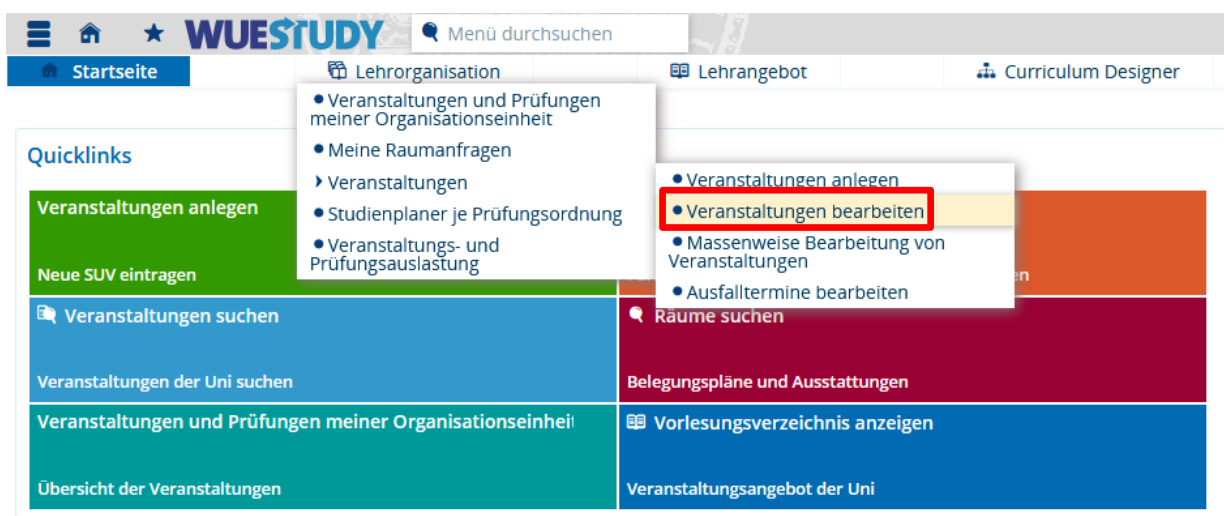 WUESTUDY Menü durchsuchen
Startseite Lehrorganisation Lehrangebot Curriculum Designer
Veranstaltungen und Prüfungen
meiner Organisationseinheit
Meine Raumanfragen
Veranstaltungen
Studienplaner je Prüfungsordnung
Veranstaltungs- und
Prüfungsauslastung
Veranstaltungen anlegen
Veranstaltungen bearbeiten
Massenweise Bearbeitung von
Veranstaltungen
Ausfalltermine bearbeiten
Quicklinks
Veranstaltungen anlegen
Neue SUV eintragen
Veranstaltungen suchen
Veranstaltungen der Uni suchen
Räume suchen
Belegungspläne und Ausstattungen
Veranstaltungen und Prüfungen meiner Organisationseinheit
Übersicht der Veranstaltungen
Vorlesungsverzeichnis anzeigen
Veranstaltungsangebot der Uni